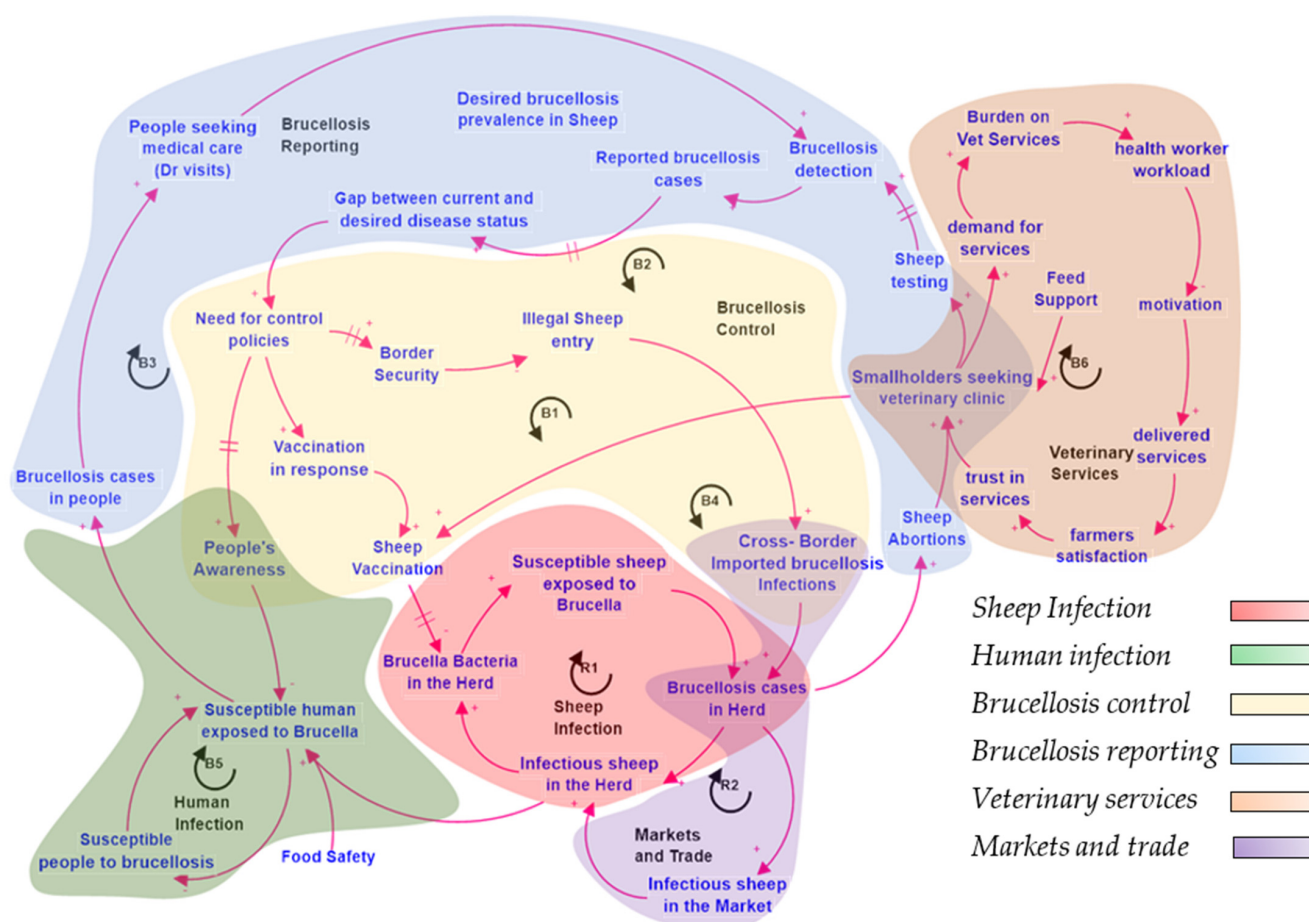 Desired brucellosis
prevalence in Sheep
People seeking
medical care
(Dr visits)
Brucellosis
Reporting
Reported brucellosis
cases
Brucellosis
detection
Burden on
Vet Services
health worker
workload
Gap between current and
desired disease status
demand for
services
Sheep
testing
Feed
Support
motivation
B2
Need for control
policies
Illegal Sheep
entry
Brucellosis
Control
Border
Security
B3
B6
Smallholders seeking
veterinary clinic
B1
Vaccination
in response
delivered
services
Veterinary
Services
Brucellosis cases
in people
trust in
services
B4
Sheep
Abortions
farmers
satisfaction
People's
Awareness
Sheep
Vaccination
Cross- Border
Imported brucellosis
Infections
Susceptible sheep
exposed to
Brucella
Brucella Bacteria
in the Herd
R1
Sheep
Infection
Brucellosis cases
in Herd
Susceptible human
exposed to Brucella
B5
Human
Infection
Infectious sheep
in the Herd
R2
Susceptible
people to brucellosis
Food Safety
Markets
and Trade
Infectious sheep
in the Market
Sheep Infection
Human infection
Brucellosis control
Brucellosis reporting
Veterinary services
Markets and trade